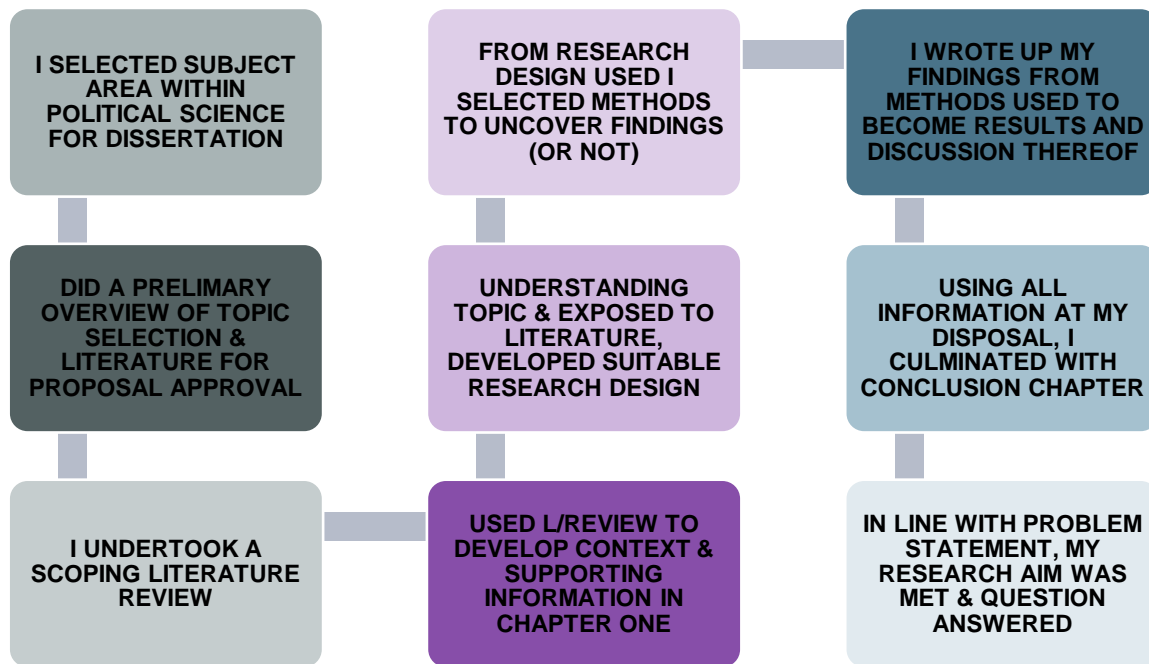 I SELECTED SUBJECT
AREA WITHIN
POLITICAL SCIENCE
FOR DISSERTATION
DID A PRELIMARY
OVERVIEW OF TOPIC
SELECTION &
LITERATURE FOR
PROPOSAL APPROVAL
I UNDERTOOK A
SCOPING LITERATURE
REVIEW
USED L/REVIEW TO
DEVELOP CONTEXT &
SUPPORTING
INFORMATION IN
CHAPTER ONE
UNDERSTANDING
TOPIC & EXPOSED TO
LITERATURE,
DEVELOPED SUITABLE
RESEARCH DESIGN
FROM RESEARCH
DESIGN USED I
SELECTED METHODS
TO UNCOVER FINDINGS
(OR NOT)
I WROTE UP MY
FINDINGS FROM
METHODS USED TO
BECOME RESULTS AND
DISCUSSION THEREOF
USING ALL
INFORMATION AT MY
DISPOSAL, I
CULMINATED WITH
CONCLUSION CHAPTER
IN LINE WITH PROBLEM
STATEMENT, MY
RESEARCH AIM WAS
MET & QUESTION
ANSWERED